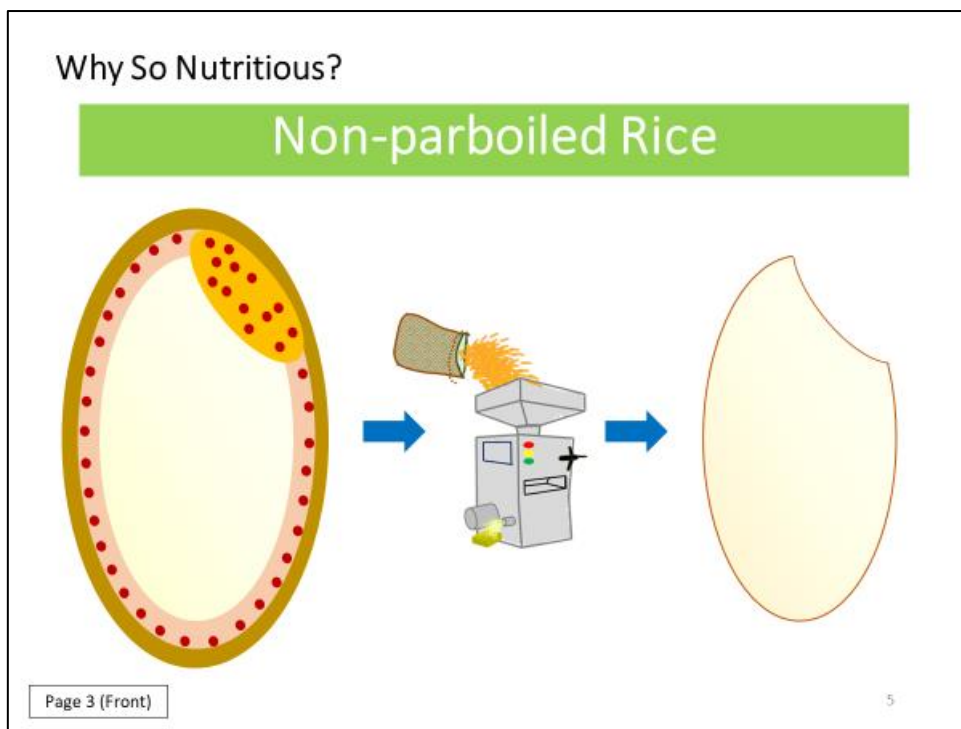 Why So Nutritious?
Non-parboiled Rice
Page 3 (Front)
5